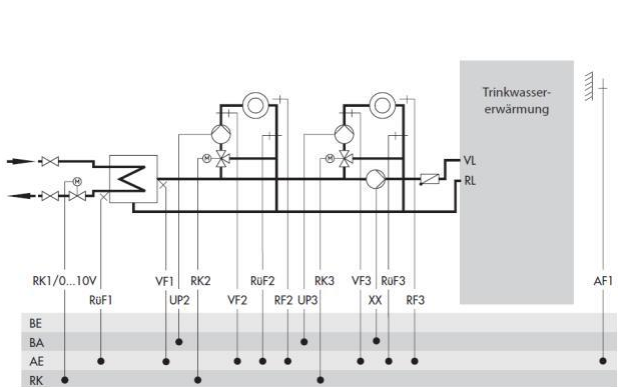 Trinkwasser-
erwärmung
M
M
M
VL
RL
RK1/0...10V VF1 RK2 RüF2 RK3 VF3 RüF3 AF1
RüF1 UP2 VF2 RF2 UP3 XX RF3
BE
BA
AE
RK